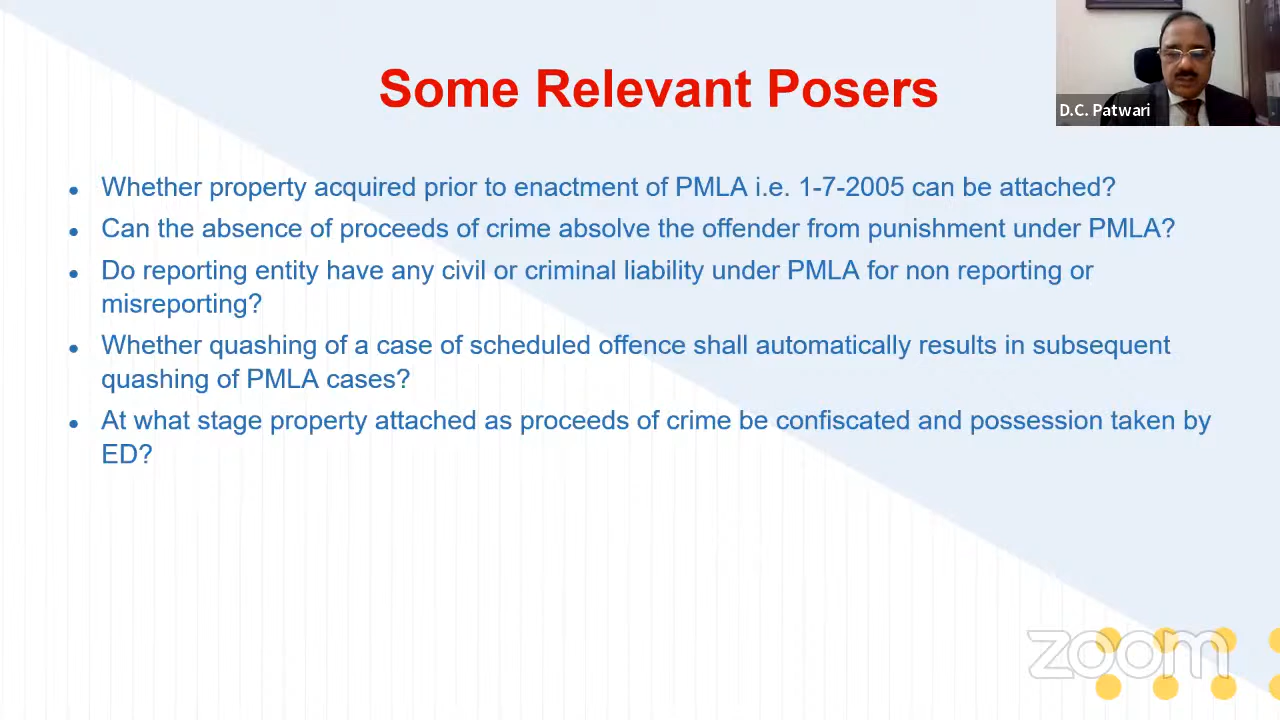 Some Relevant Posers
D.C. Patwari
Whether property acquired prior to enactment of PMLA i.e. 1-7-2005 can be attached?
Can the absence of proceeds of crime absolve the offender from punishment under PMLA?
Do reporting entity have any civil or criminal liability under PMLA for non reporting or
misreporting?
Whether quashing of a case of scheduled offence shall automatically results in subsequent
quashing of PMLA cases?
At what stage property attached as proceeds of crime be confiscated and possession taken by
ED?
zoom